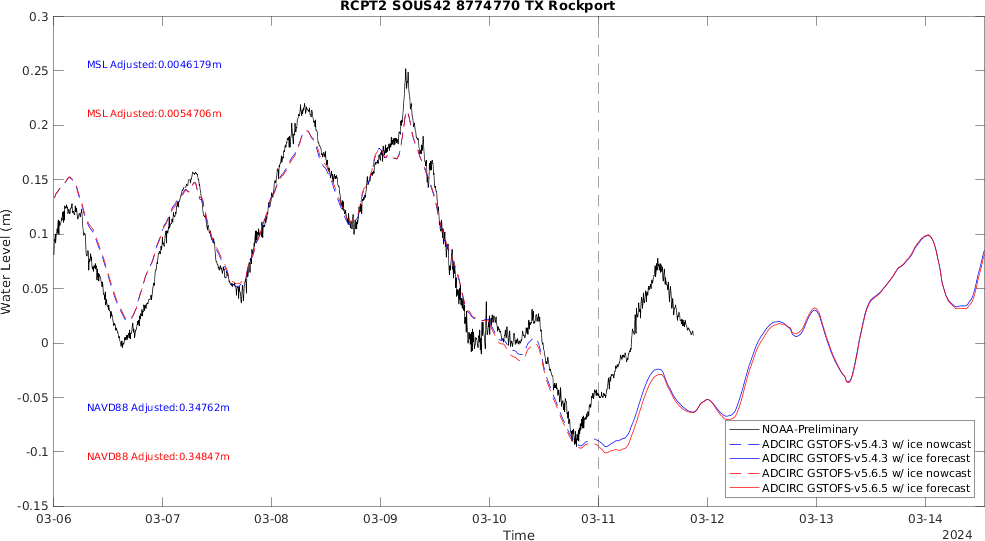 RCPT2 SOUS42 8774770 TX Rockport
0.3
0.25
0.2
0.15
0.1
0.05
0
-0.05
-0.1
-0.15
Water Level (m)
MSL Adjusted:0.0046179m
MSL Adjusted:0.0054706m
NAVD88 Adjusted:0.34762m
NAVD88 Adjusted:0.34847m
NOAA-Preliminary
ADCIRC GSTOFS-v5.4.3 w/ ice nowcast
ADCIRC GSTOFS-v5.4.3 w/ ice forecast
ADCIRC GSTOFS-v5.6.5 w/ ice nowcast
ADCIRC GSTOFS-v5.6.5 w/ ice forecast
03-06 03-07 03-08 03-09 03-10 03-11 03-12 03-13 03-14
Time
2024